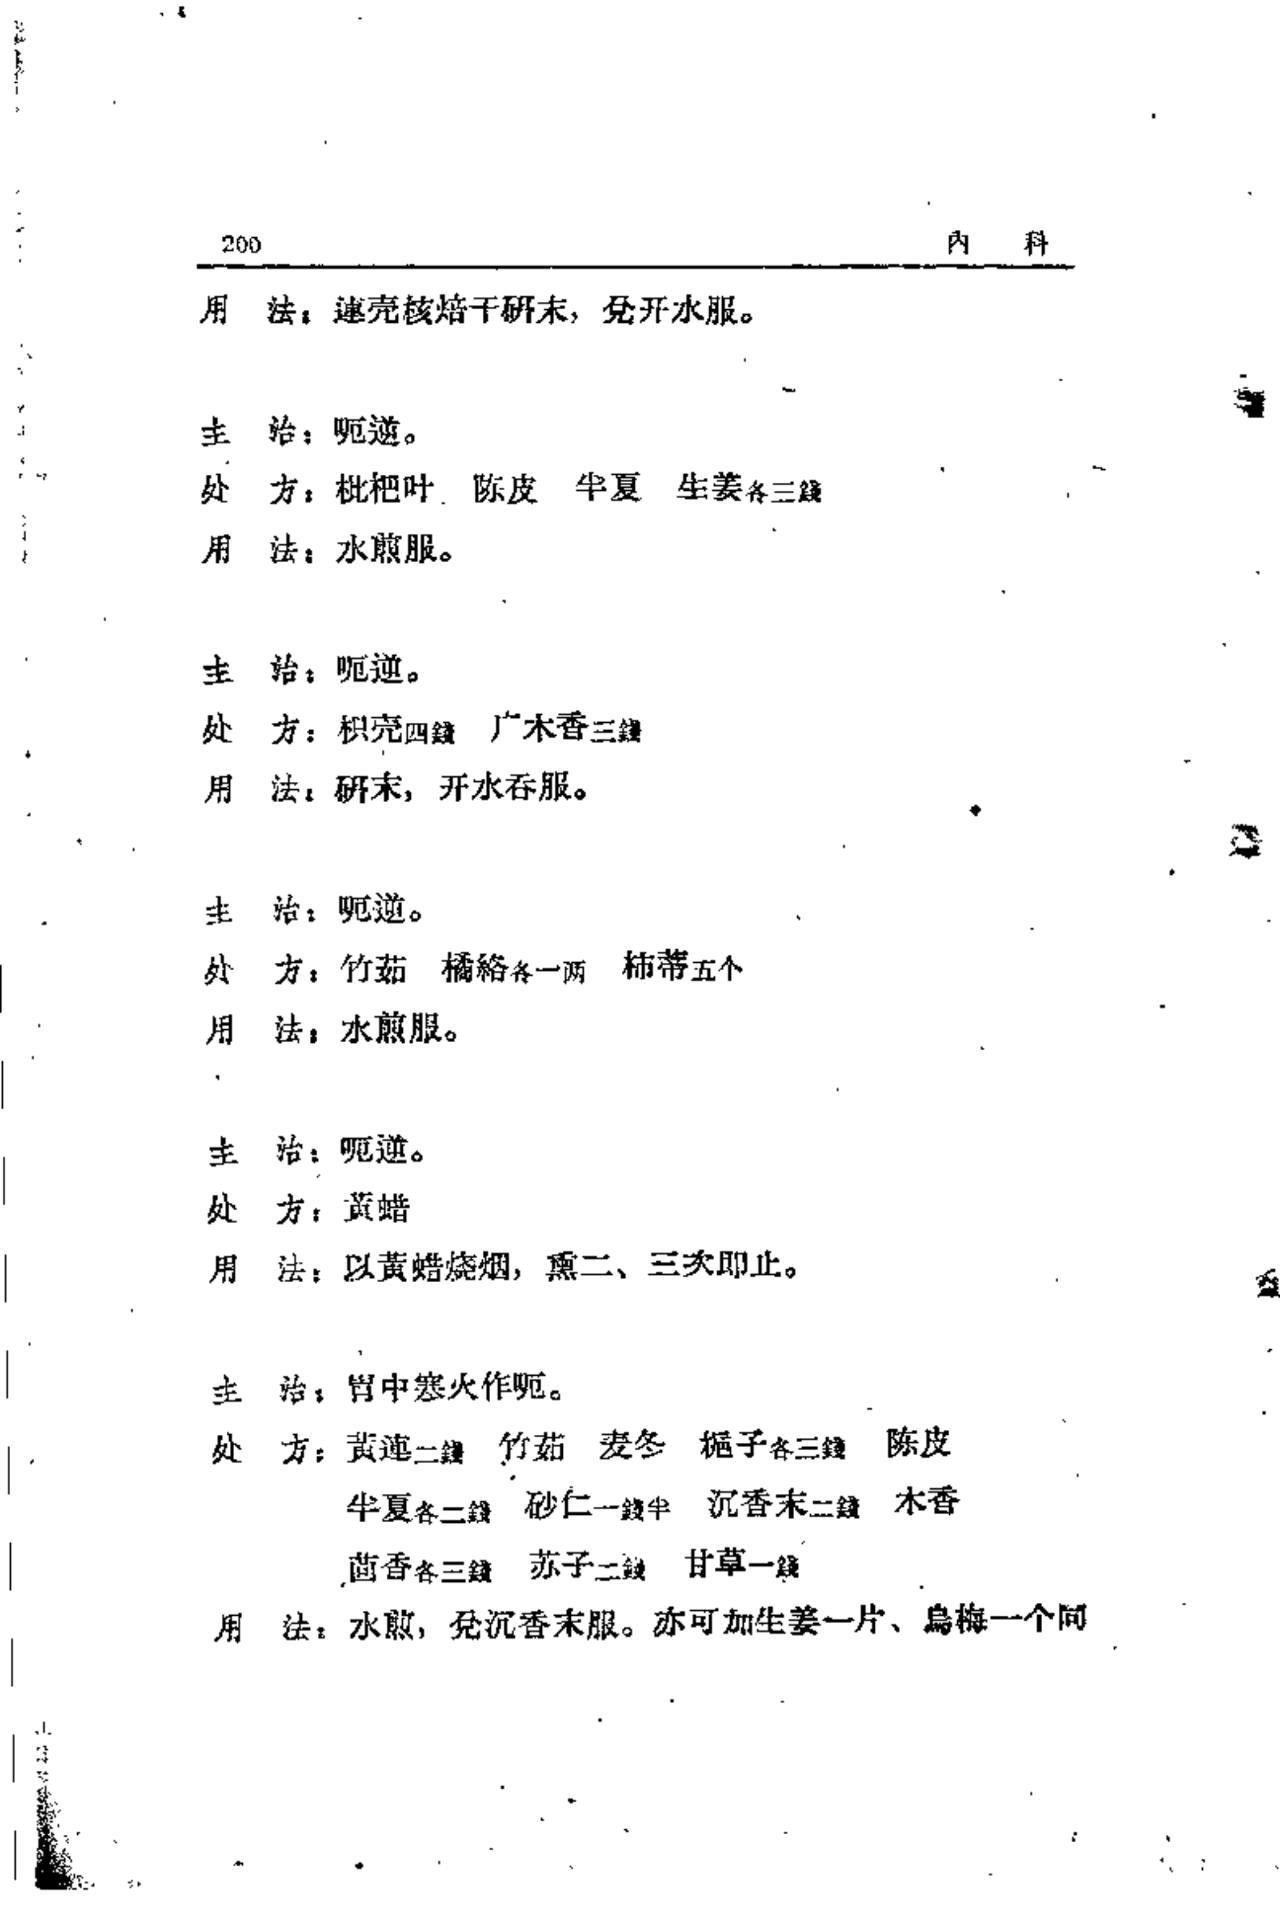 200 內 科
用 法：連壳核焙干研末，兌开水服。
主 治：呃逆。
处 方：枇杷叶 陈皮 半夏 生姜各三錢
用 法：水煎服。
主 治：呃逆。
处 方：枳壳四錢 广木香三錢
用 法：研末，开水吞服。
主 治：呃逆。
处 方：竹茹 橘絡各一两 柿蒂五个
用 法：水煎服。
主 治：呃逆。
处 方：黃蜡
用 法：以黃蜡烧烟，熏二、三次即止。
主 治：胃中寒火作呃。
处 方：黃連二錢 竹茹 麦冬 梔子各三錢 陈皮
半夏各二錢 砂仁一錢半 沉香末二錢 木香
茴香各三錢 苏子二錢 甘草一錢
用 法：水煎，兌沉香末服。亦可加生姜一片、烏梅一个同